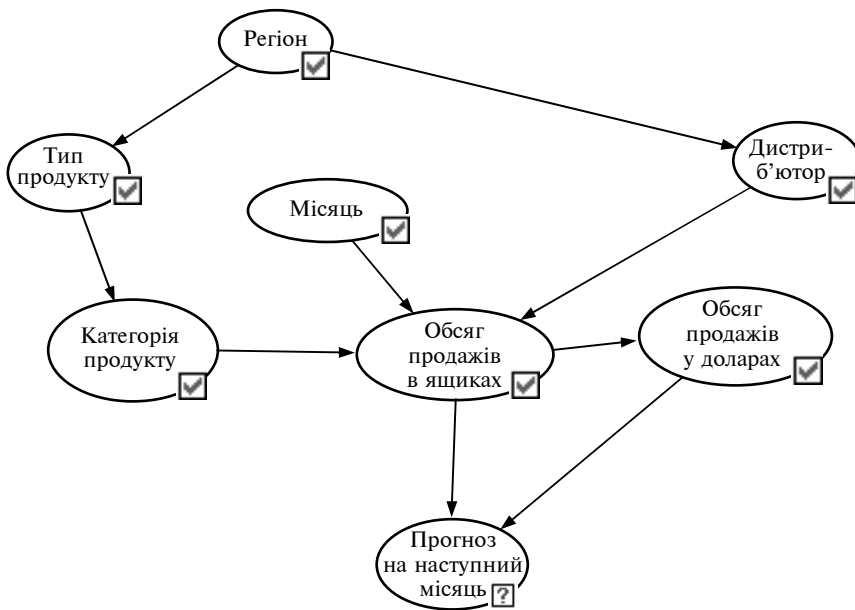 Регіон
Тип
продукту
Дистри-
б’ютор
Місяць
Категорія
продукту
Обсяг
продажів
в ящиках
Обсяг
продажів
у доларах
Прогноз
на наступний
місяць
?